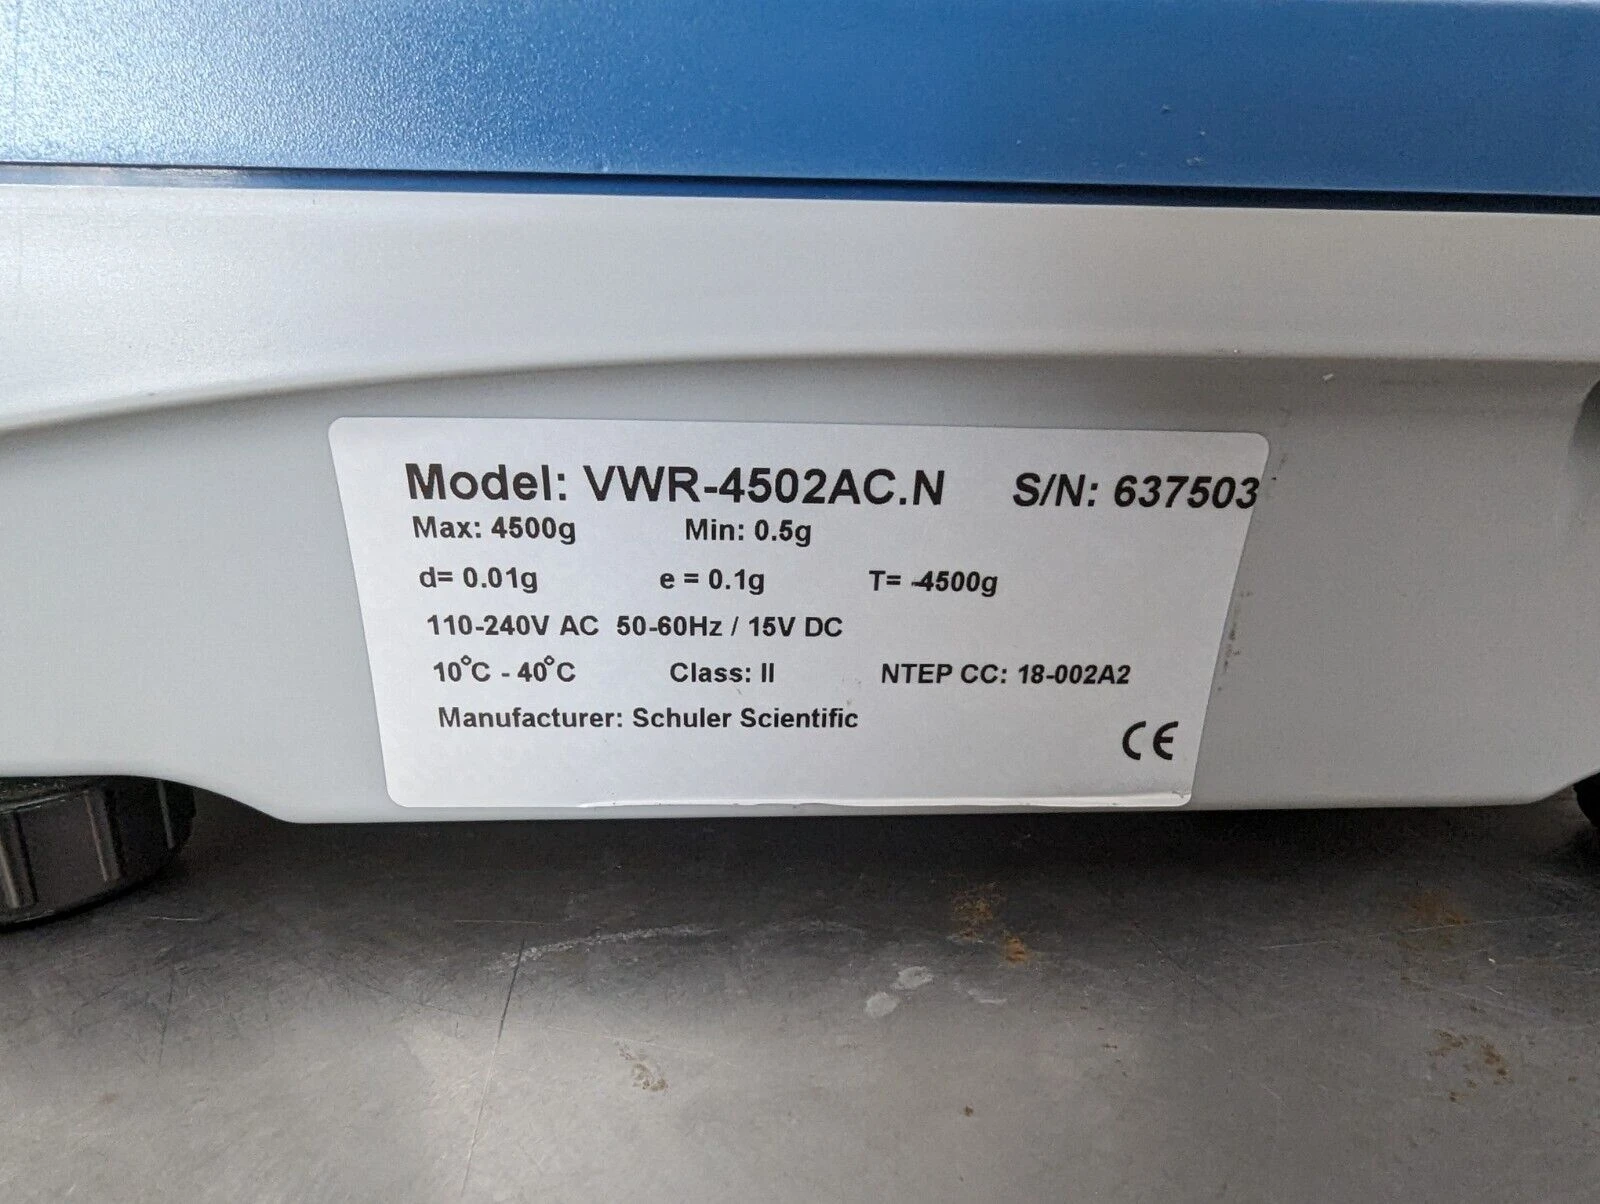 Model: VWR-4502AC.N S/N: 637503
Max: 4500g Min: 0.5g
d= 0.01g e = 0.1g T= -4500g
110-240V AC 50-60Hz / 15V DC
10°C - 40°C Class: II NTEP CC: 18-002A2
Manufacturer: Schuler Scientific
CE